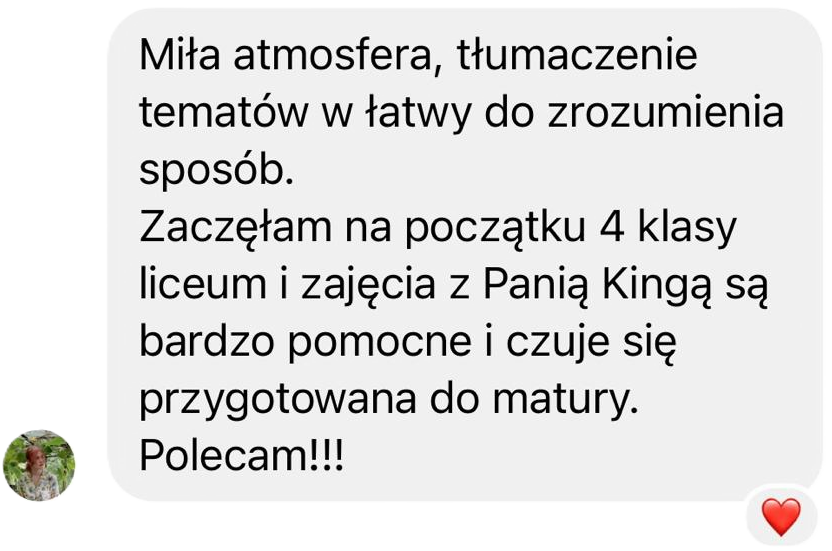 Miła atmosfera, tłumaczenie
tematów w łatwy do zrozumienia
sposób.
Zaczęłam na początku 4 klasy
liceum i zajęcia z Panią Kingą są
bardzo pomocne i czuje się
przygotowana do matury.
Polecam!!!